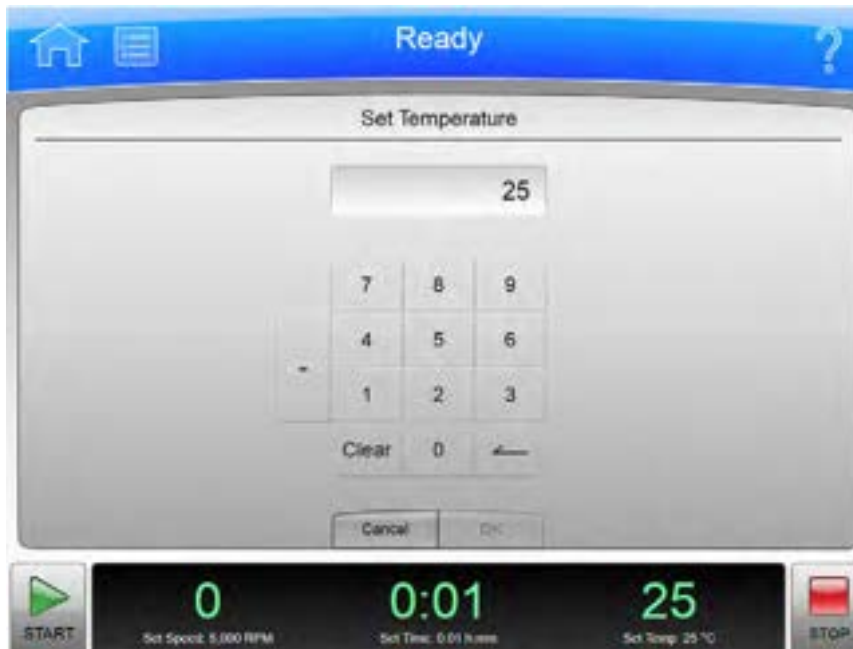 Ready
?
Set Temperature
25
7 8 9
4 5 6
-
1 2 3
Clear 0
Cancel OK
0 0:01 25
START Set Speed: 5,000 RPM Set Time: 0:01 h:mm Set Temp: 25 °C STOP